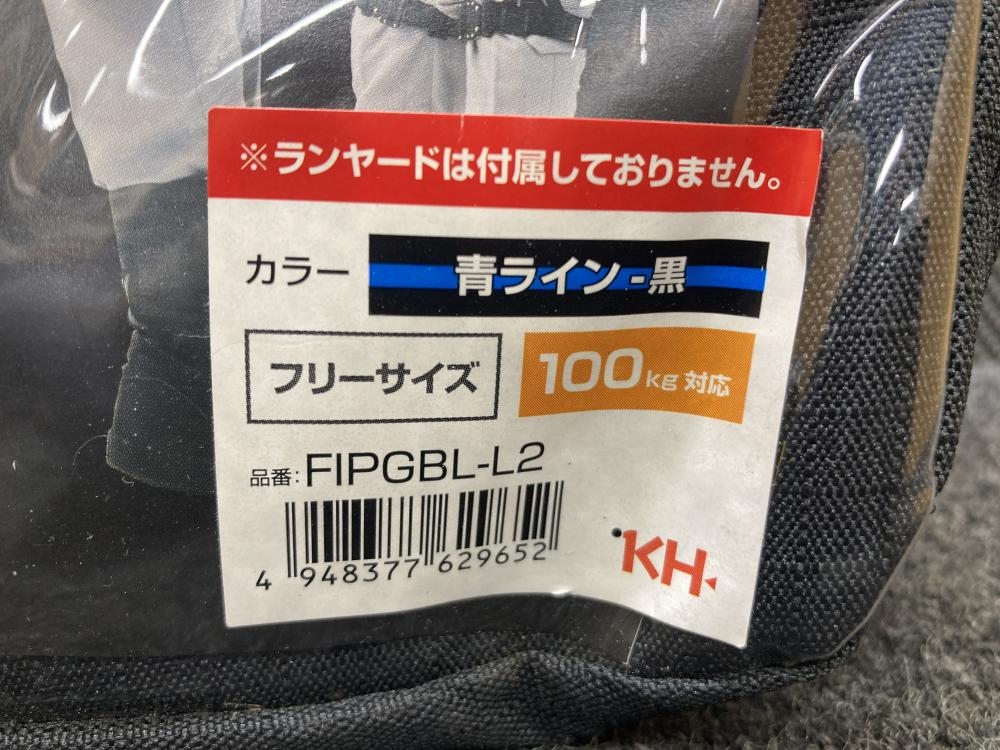 ※ランヤードは付属しておりません。
カラー 青ライン-黒
フリーサイズ 100kg対応
品番:FIPGBL-L2
4 948377 629652
KH